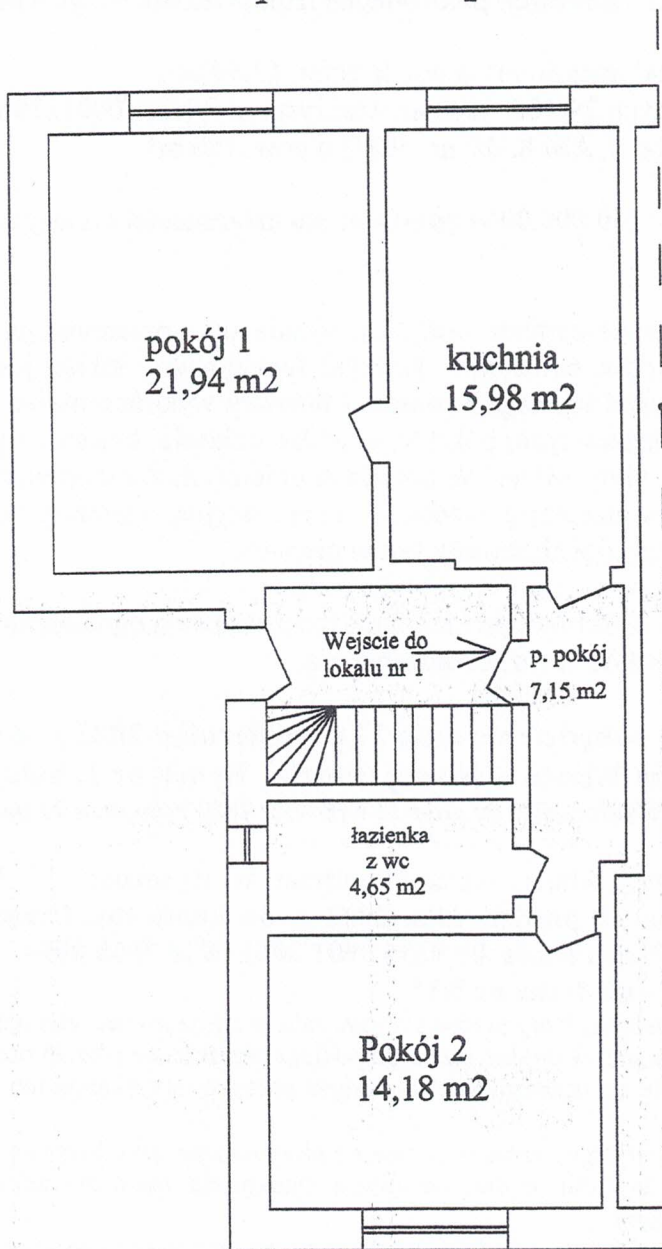 pokój 1
21,94 m2
kuchnia
15,98 m2
Wejscie do
lokalu nr 1
p. pokój
7,15 m2
łazienka
z wc
4,65 m2
Pokój 2
14,18 m2